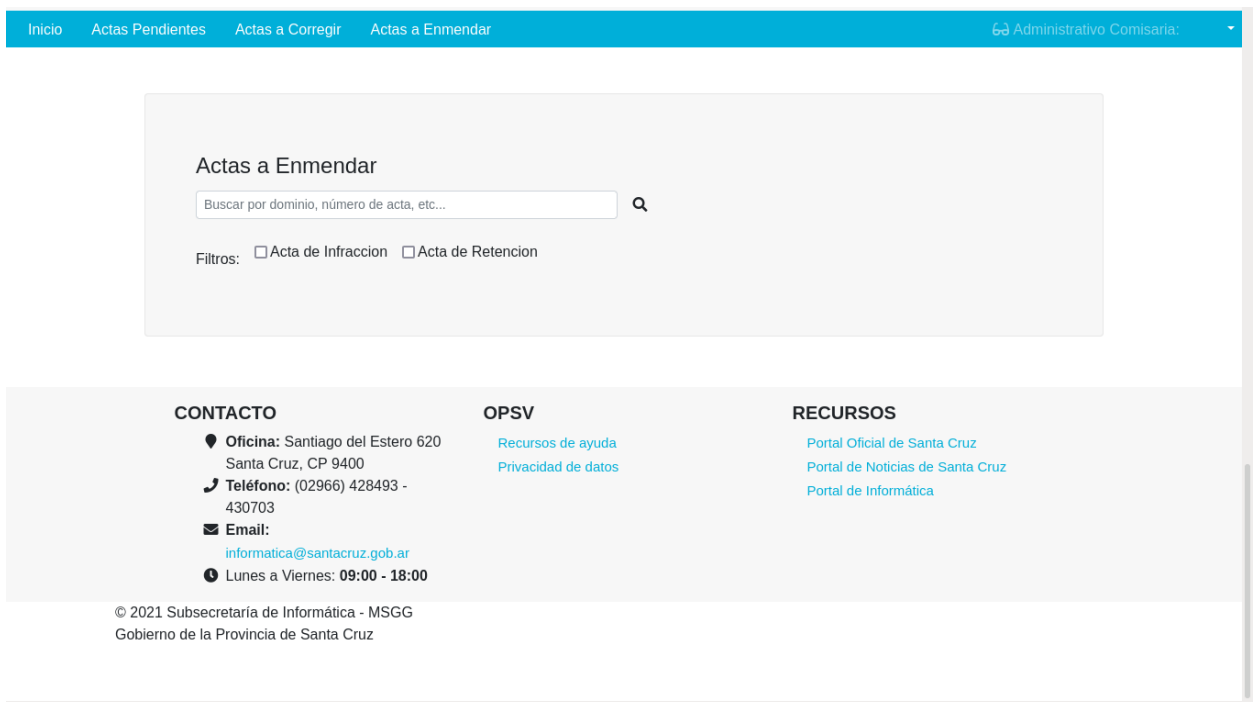 Inicio Actas Pendientes Actas a Corregir Actas a Enmendar Administrativo Comisaria:
Actas a Enmendar
Buscar por dominio, número de acta, etc...
Filtros: Acta de Infraccion Acta de Retencion
CONTACTO
Oficina: Santiago del Estero 620
Santa Cruz, CP 9400
Teléfono: (02966) 428493 -
430703
Email:
informatica@santacruz.gob.ar
Lunes a Viernes: 09:00 - 18:00
OPSV
Recursos de ayuda
Privacidad de datos
RECURSOS
Portal Oficial de Santa Cruz
Portal de Noticias de Santa Cruz
Portal de Informática
© 2021 Subsecretaría de Informática - MSGG
Gobierno de la Provincia de Santa Cruz